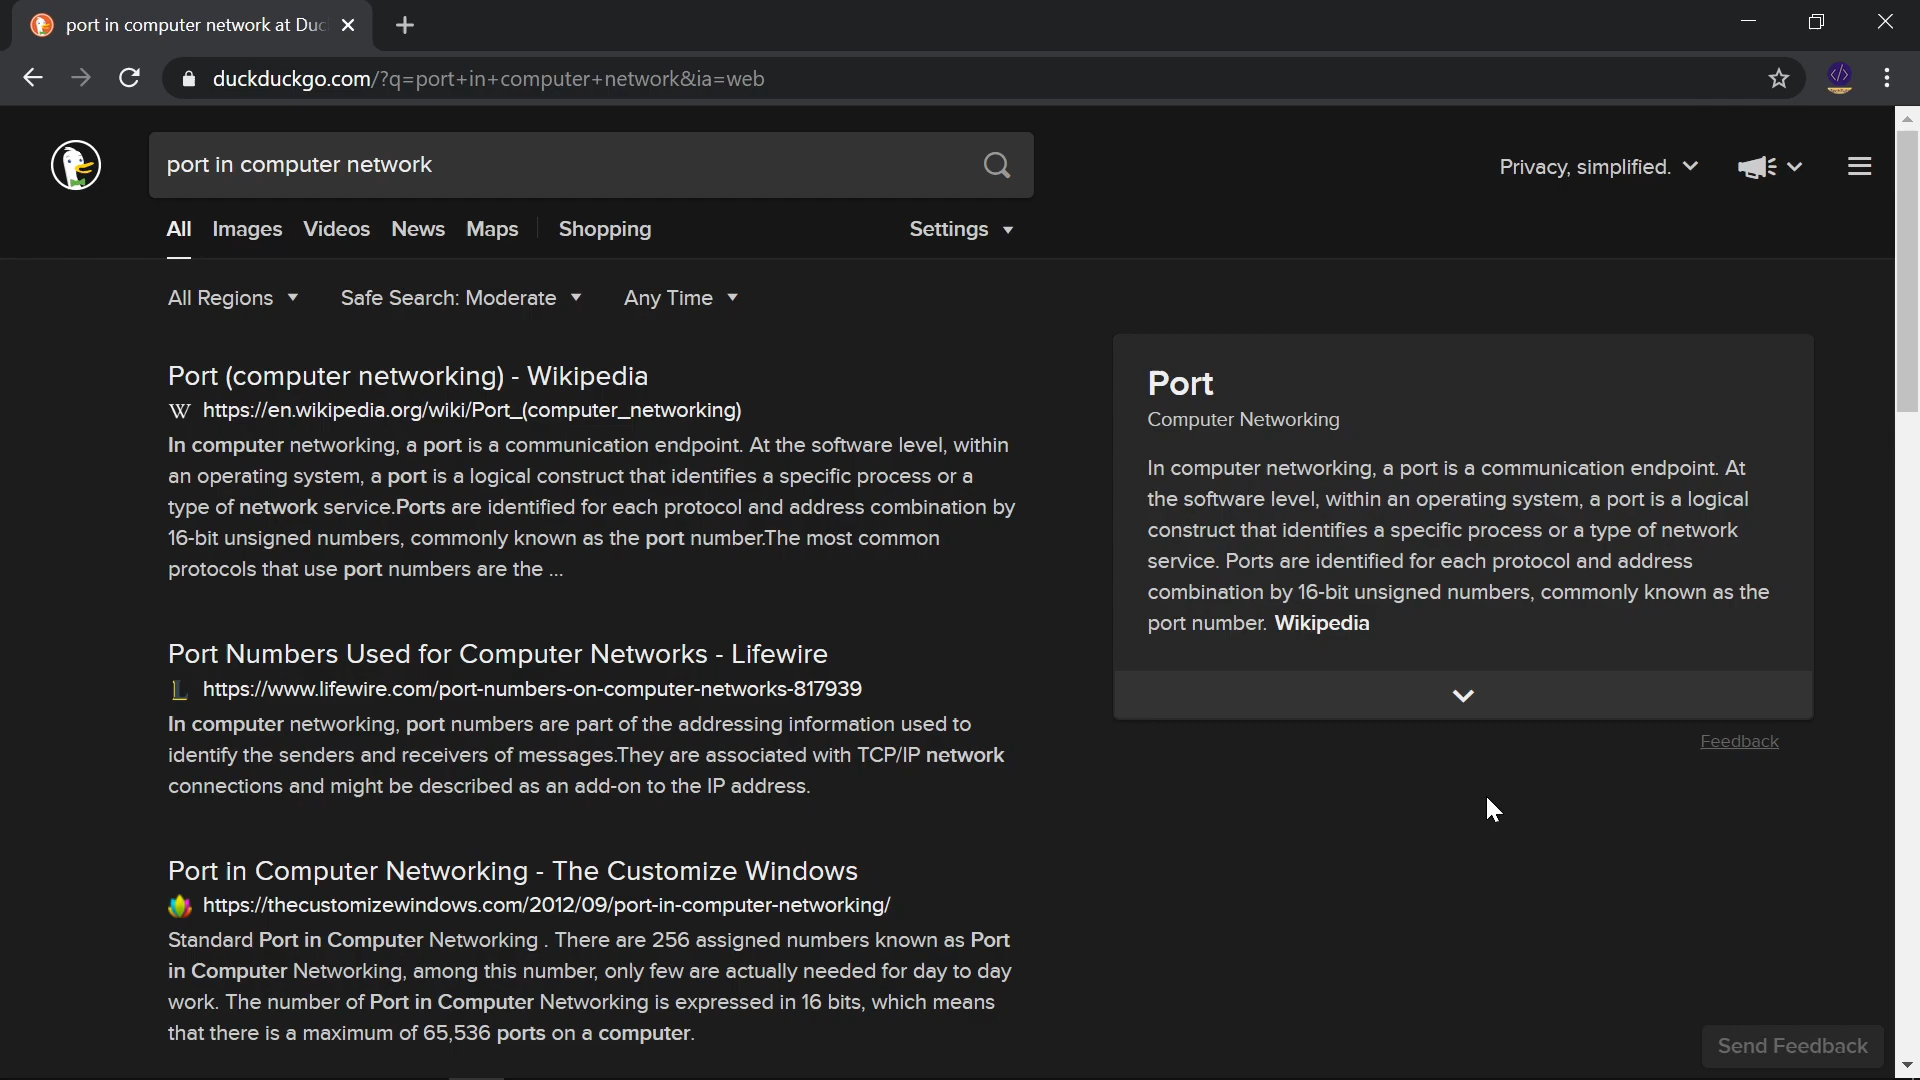 port in computer network at Duc
duckduckgo.com/?q=port+in+computer+network&ia=web
port in computer network
Privacy, simplified.
All Images Videos News Maps Shopping Settings
All Regions Safe Search: Moderate Any Time
Port (computer networking) - Wikipedia
W https://en.wikipedia.org/wiki/Port_(computer_networking)
In computer networking, a port is a communication endpoint. At the software level, within
an operating system, a port is a logical construct that identifies a specific process or a
type of network service.Ports are identified for each protocol and address combination by
16-bit unsigned numbers, commonly known as the port number.The most common
protocols that use port numbers are the ...
Port Numbers Used for Computer Networks - Lifewire
L https://www.lifewire.com/port-numbers-on-computer-networks-817939
In computer networking, port numbers are part of the addressing information used to
identify the senders and receivers of messages.They are associated with TCP/IP network
connections and might be described as an add-on to the IP address.
Port in Computer Networking - The Customize Windows
https://thecustomizewindows.com/2012/09/port-in-computer-networking/
Standard Port in Computer Networking . There are 256 assigned numbers known as Port
in Computer Networking, among this number, only few are actually needed for day to day
work. The number of Port in Computer Networking is expressed in 16 bits, which means
that there is a maximum of 65,536 ports on a computer.
Port
Computer Networking
In computer networking, a port is a communication endpoint. At
the software level, within an operating system, a port is a logical
construct that identifies a specific process or a type of network
service. Ports are identified for each protocol and address
combination by 16-bit unsigned numbers, commonly known as the
port number. Wikipedia
Feedback
Send Feedback